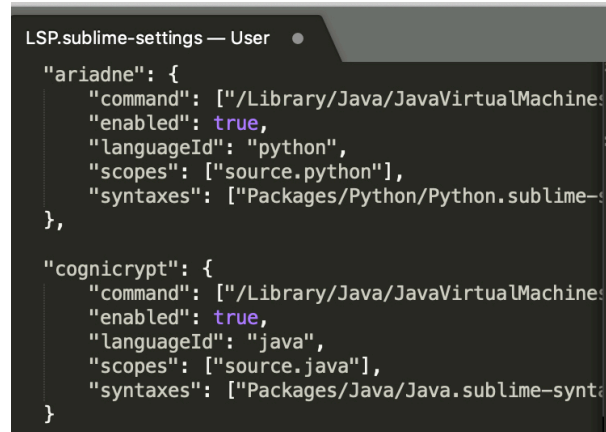 LSP.sublime-settings — User
"ariadne": {
"command": ["/Library/Java/JavaVirtualMachines
"enabled": true,
"languageId": "python",
"scopes": ["source.python"],
"syntaxes": ["Packages/Python/Python.sublime-s
},
"cognicrypt": {
"command": ["/Library/Java/JavaVirtualMachines
"enabled": true,
"languageId": "java",
"scopes": ["source.java"],
"syntaxes": ["Packages/Java/Java.sublime-synta
}